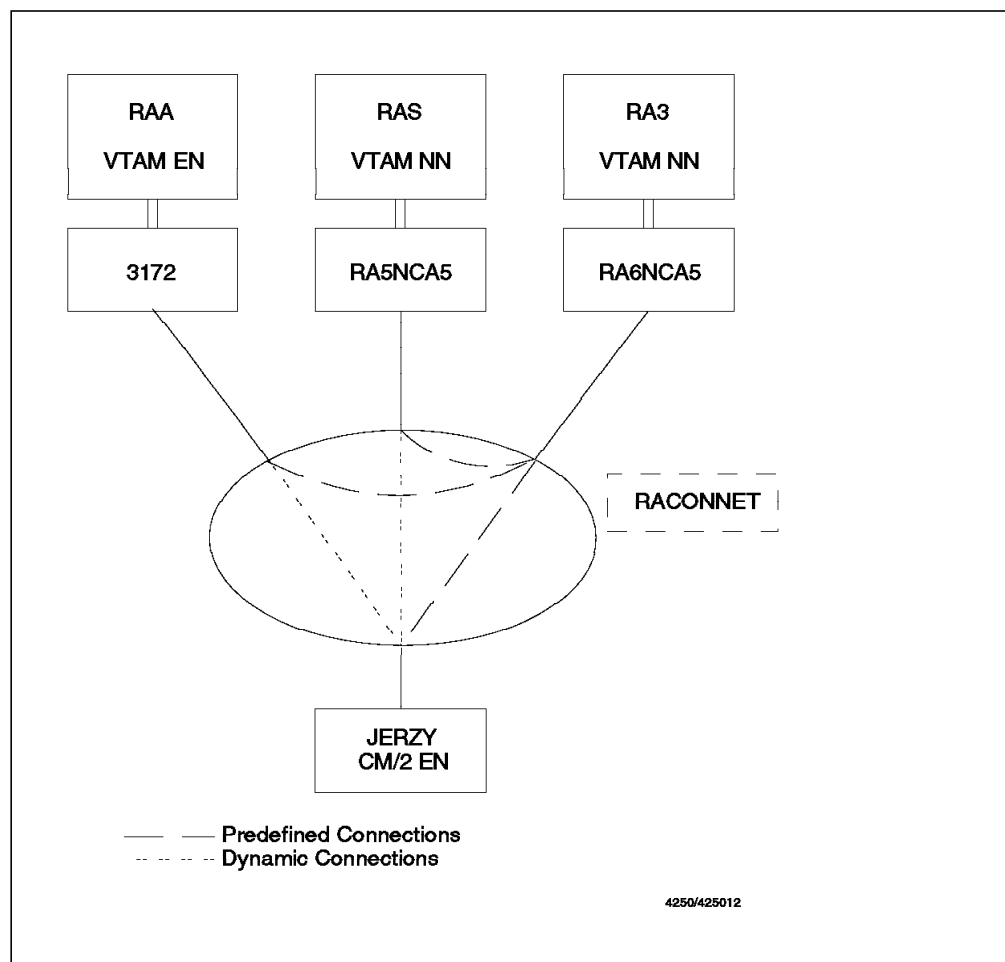 RAA
VTAM EN
RAS
VTAM NN
RA3
VTAM NN
3172
RA5NCA5
RA6NCA5
RACONNET
JERZY
CM/2 EN
Predefined Connections
Dynamic Connections
4250/425012